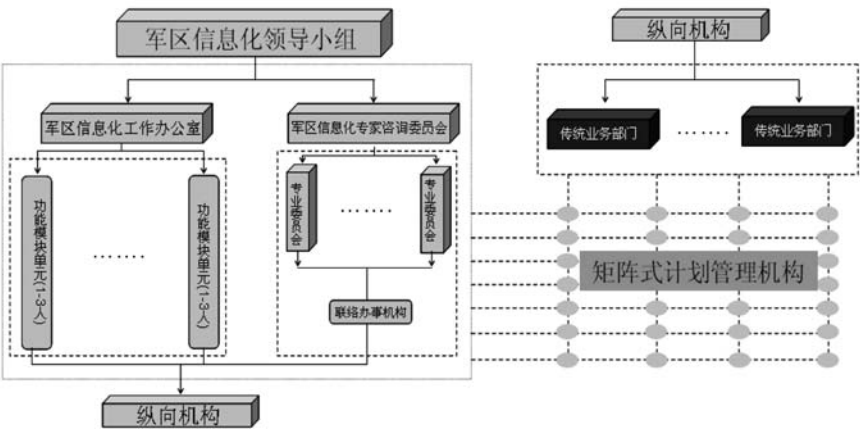 军区信息化领导小组
纵向机构
军区信息化工作办公室
军区信息化专家咨询委员会
传统业务部门
…….
传统业务部门
功能模块单元(1-3人)
…….
功能模块单元(1-3人)
专业委员会
…….
专业委员会
联络办事机构
矩阵式计划管理机构
纵向机构